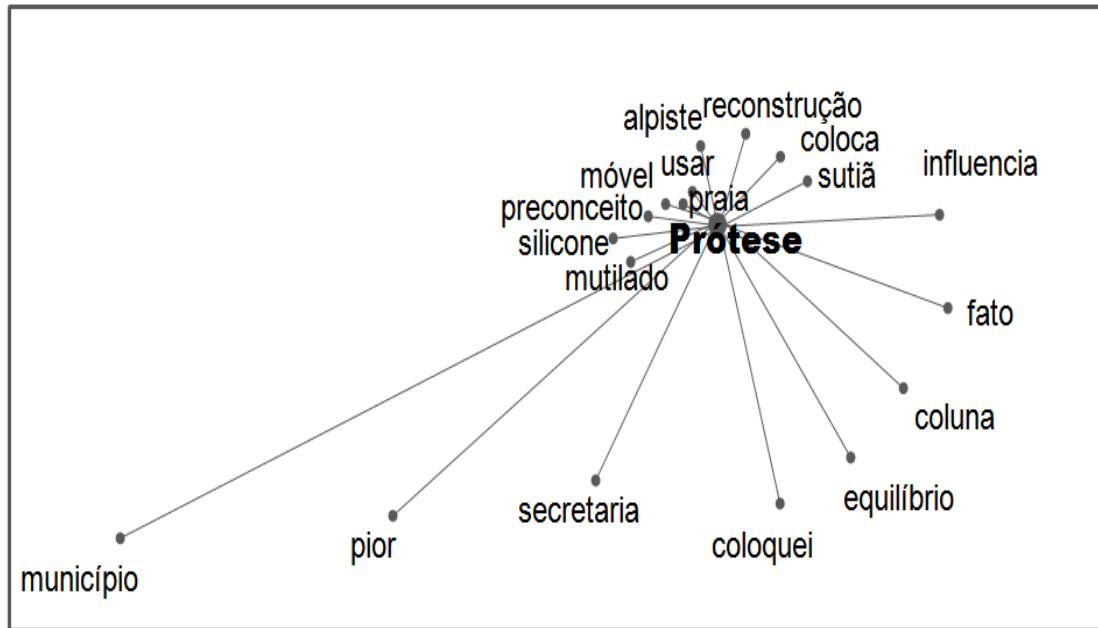 reconstrução
alpiste
coloca
influencia
usar
móvel
sutiã
praia
preconceito
Prótese
silicone
mutilado
fato
coluna
equilíbrio
secretaria
pior
coloquei
município